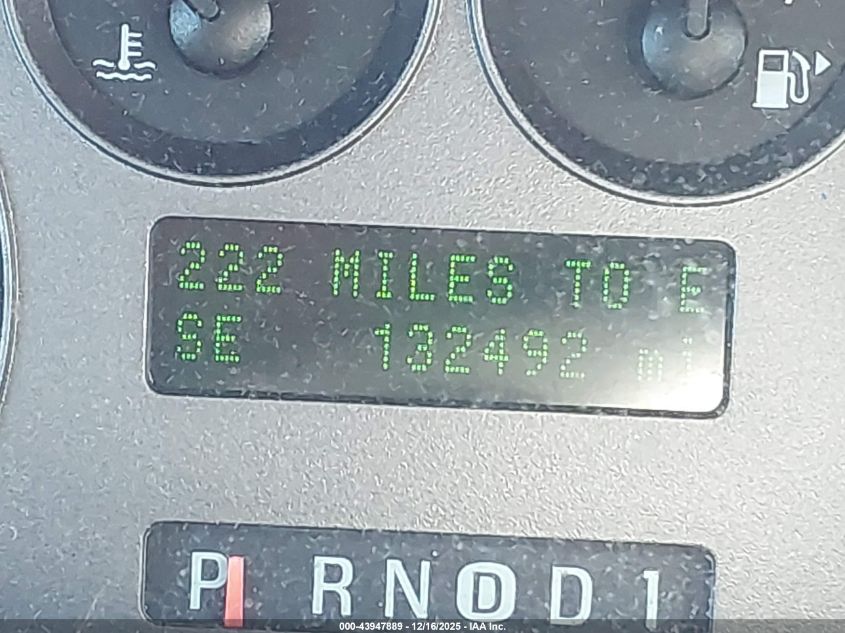 222 MILES TO E
SE 132492 mi
P R N D D 1
000-43947889 - 12/16/2025 - IAA Inc.